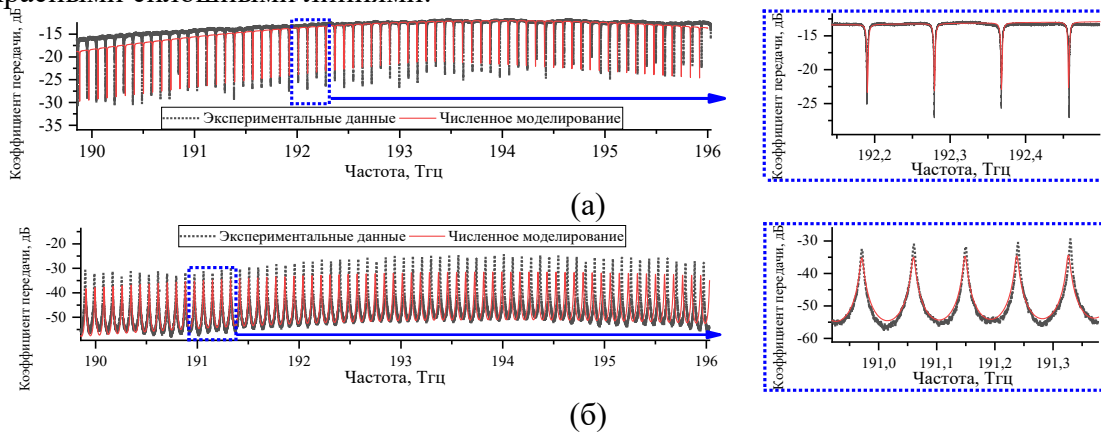 красными сплошными линиями.
Коэффициент передачи, дБ
-15
-20
-25
-30
-35
Экспериментальные данные Численное моделирование
190 191 192 193 194 195 196
Частота, Тгц
Коэффициент передачи, дБ
-15
-25
192,2 192,3 192,4
Частота, Тгц
(а)
Коэффициент передачи, дБ
-20
-30
-40
-50
Экспериментальные данные Численное моделирование
190 191 192 193 194 195 196
Частота, Тгц
Коэффициент передачи, дБ
-30
-40
-50
-60
191,0 191,1 191,2 191,3
Частота, Тгц
(б)